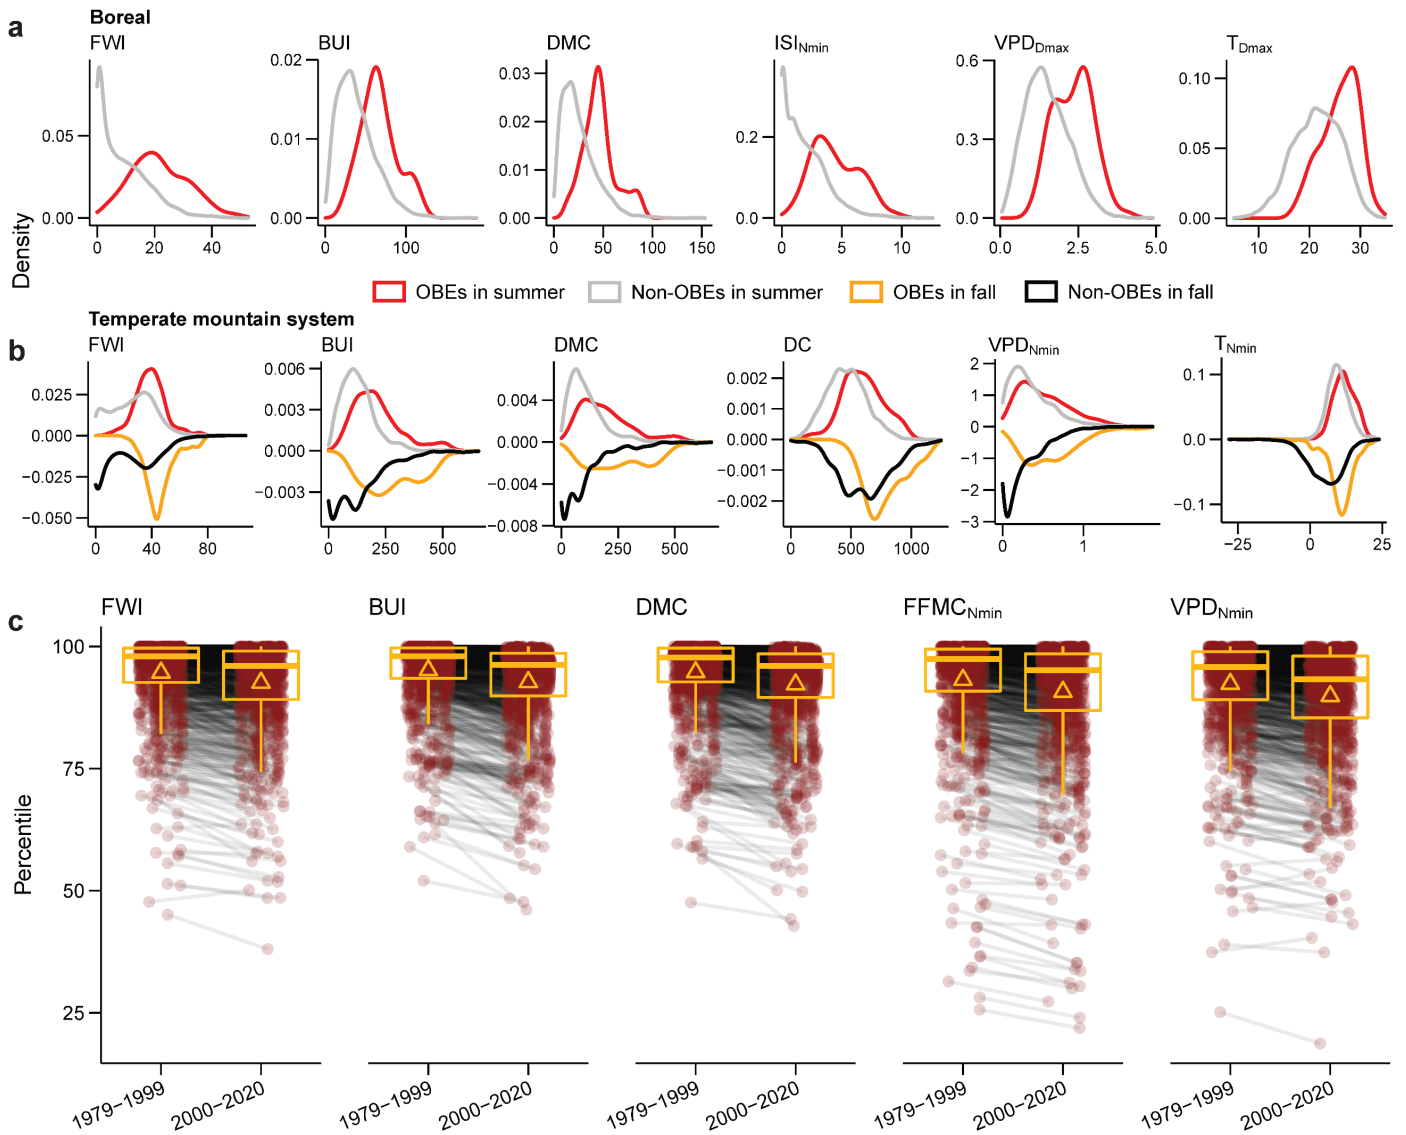 a
Boreal
FWI
BUI
DMC
ISINmin
VPDDmax
TDmax
0.05
0.00
0 20 40
0.02
0.01
0.00
0 100
0.03
0.02
0.01
0.00
0 50 100 150
0.2
0.0
0 5 10
0.6
0.3
0.0
0.0 2.5 5.0
0.10
0.05
0.00
10 20 30
Density
OBEs in summer
Non-OBEs in summer
OBEs in fall
Non-OBEs in fall
b
Temperate mountain system
FWI
BUI
DMC
DC
VPDNmin
TNmin
0.025
0.000
−0.025
−0.050
0 40 80
0.006
0.003
0.000
−0.003
0 250 500
0.004
0.000
−0.004
−0.008
0 250 500
0.002
0.001
0.000
−0.001
−0.002
0 500 1000
2
1
0
−1
−2
−3
0 1
0.1
0.0
−0.1
−25 0 25
c
FWI
BUI
DMC
FFMCNmin
VPDNmin
Percentile
100
75
50
25
1979−1999
2000−2020
1979−1999
2000−2020
1979−1999
2000−2020
1979−1999
2000−2020
1979−1999
2000−2020